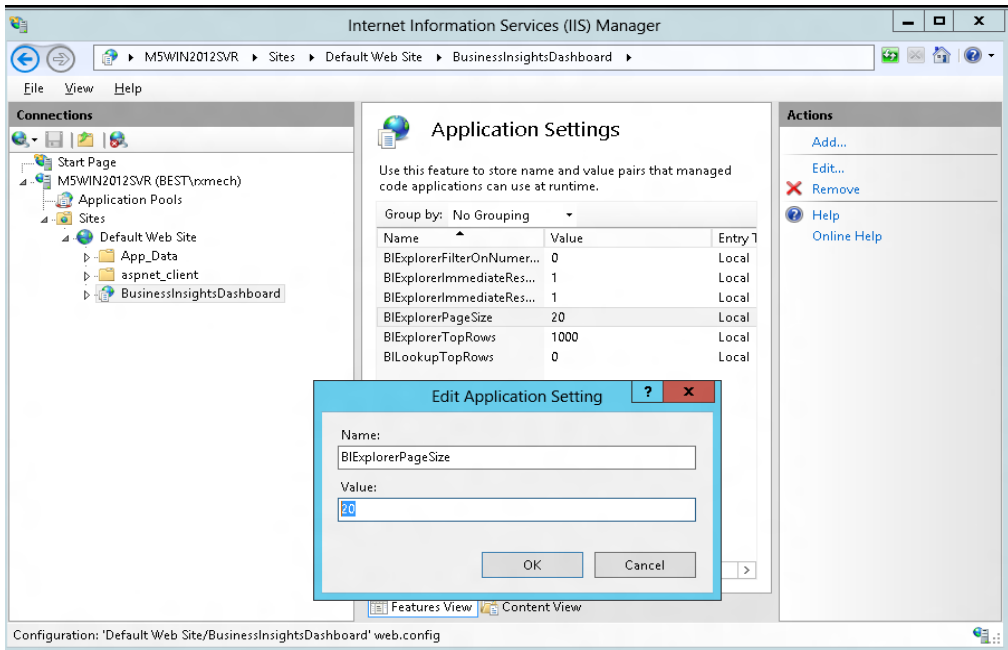 Internet Information Services (IIS) Manager
M5WIN2012SVR Sites Default Web Site BusinessInsightsDashboard
File View Help
Connections
Start Page
M5WIN2012SVR (BEST\rxmech)
Application Pools
Sites
Default Web Site
App_Data
aspnet_client
BusinessInsightsDashboard
Application Settings
Use this feature to store name and value pairs that managed
code applications can use at runtime.
Group by: No Grouping
Name Value Entry T
BIExplorerFilterOnNumer... 0 Local
BIExplorerImmediateRes... 1 Local
BIExplorerImmediateRes... 1 Local
BIExplorerPageSize 20 Local
BIExplorerTopRows 1000 Local
BILookupTopRows 0 Local
Edit Application Setting ? x
Name:
BIExplorerPageSize
Value:
20
OK Cancel
Features View Content View
Actions
Add...
Edit...
Remove
Help
Online Help
Configuration: 'Default Web Site/BusinessInsightsDashboard' web.config